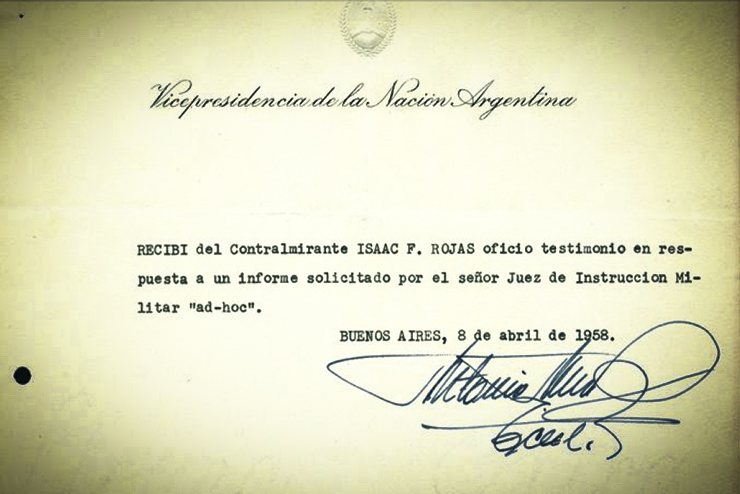 Vicepresidencia de la Nación Argentina
RECIBI del Contralmirante ISAAC F. ROJAS oficio testimonio en res-
puesta a un informe solicitado por el señor Juez de Instruccion Mi-
litar "ad-hoc".
BUENOS AIRES, 8 de abril de 1958.
Antonio